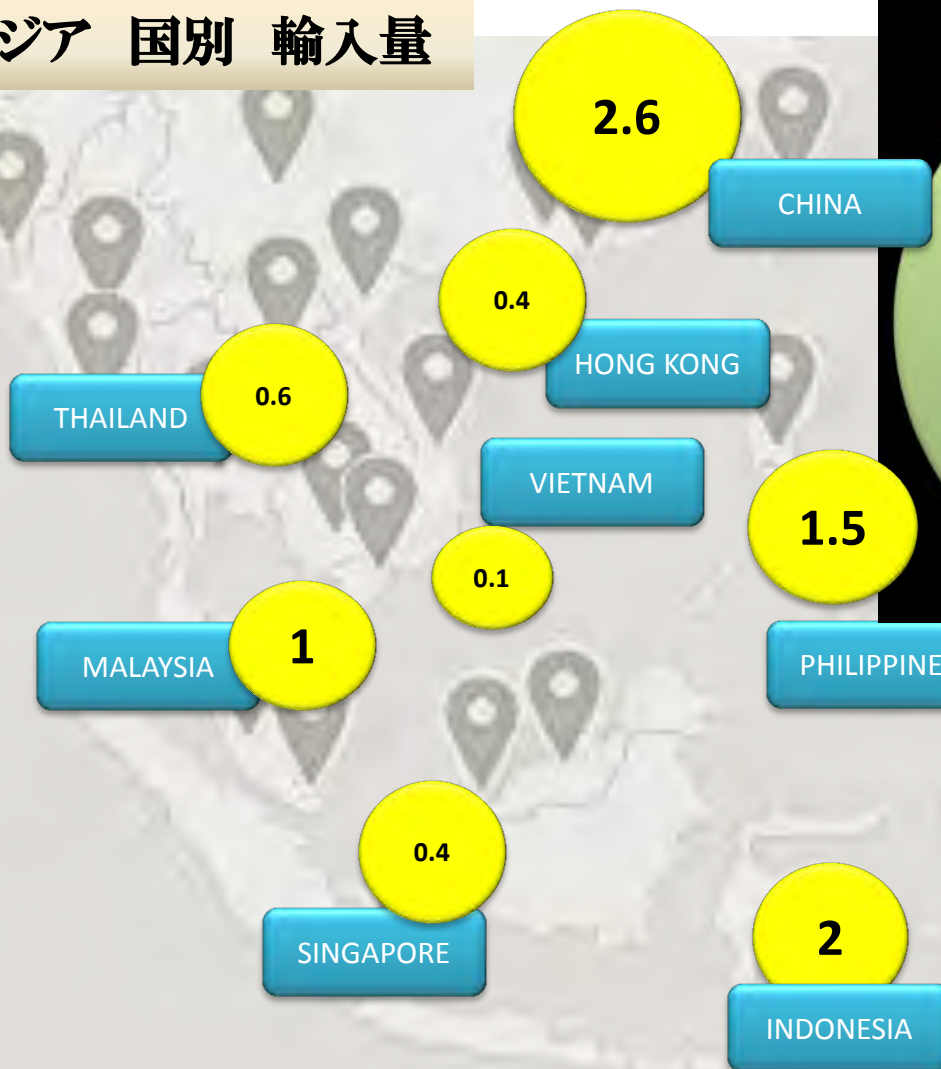 ジア 国別 輸入量
2.6
CHINA
0.4
HONG KONG
0.6
THAILAND
VIETNAM
0.1
1.5
PHILIPPINE
1
MALAYSIA
0.4
SINGAPORE
2
INDONESIA